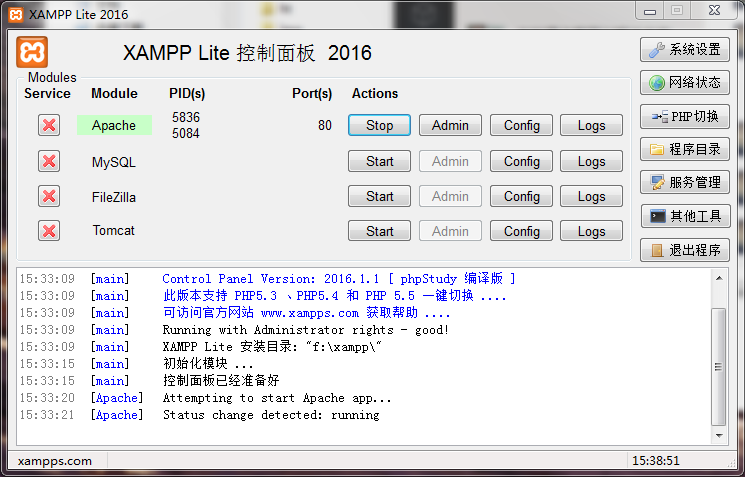 XAMPP Lite 2016
XAMPP Lite 控制面板 2016
Modules
Service Module PID(s) Port(s) Actions
Apache 5836 5084 80 Stop Admin Config Logs
MySQL Start Admin Config Logs
FileZilla Start Admin Config Logs
Tomcat Start Admin Config Logs
系统设置
网络状态
PHP切换
程序目录
服务管理
其他工具
退出程序
15:33:09 [main] Control Panel Version: 2016.1.1 [ phpStudy 编译版 ]
15:33:09 [main] 此版本支持 PHP5.3 、PHP5.4 和 PHP 5.5 一键切换 ....
15:33:09 [main] 可访问官方网站 www.xampps.com 获取帮助 ....
15:33:09 [main] Running with Administrator rights - good!
15:33:09 [main] XAMPP Lite 安装目录: "f:\xampp\"
15:33:15 [main] 初始化模块 ...
15:33:15 [main] 控制面板已经准备好
15:33:20 [Apache] Attempting to start Apache app...
15:33:21 [Apache] Status change detected: running
xampps.com 15:38:51